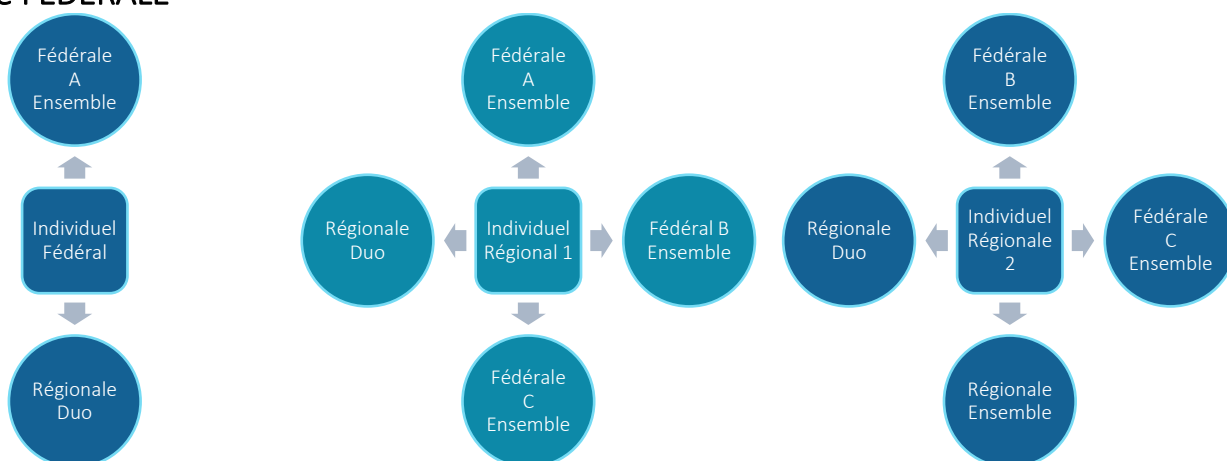 FEDERALE
Fédérale
A
Ensemble
Individuel
Fédéral
Régionale
Duo
Fédérale
A
Ensemble
Régionale
Duo
Individuel
Régional 1
Fédéral B
Ensemble
Fédérale
C
Ensemble
Fédérale
B
Ensemble
Régionale
Duo
Individuel
Régionale
2
Fédérale
C
Ensemble
Régionale
Ensemble